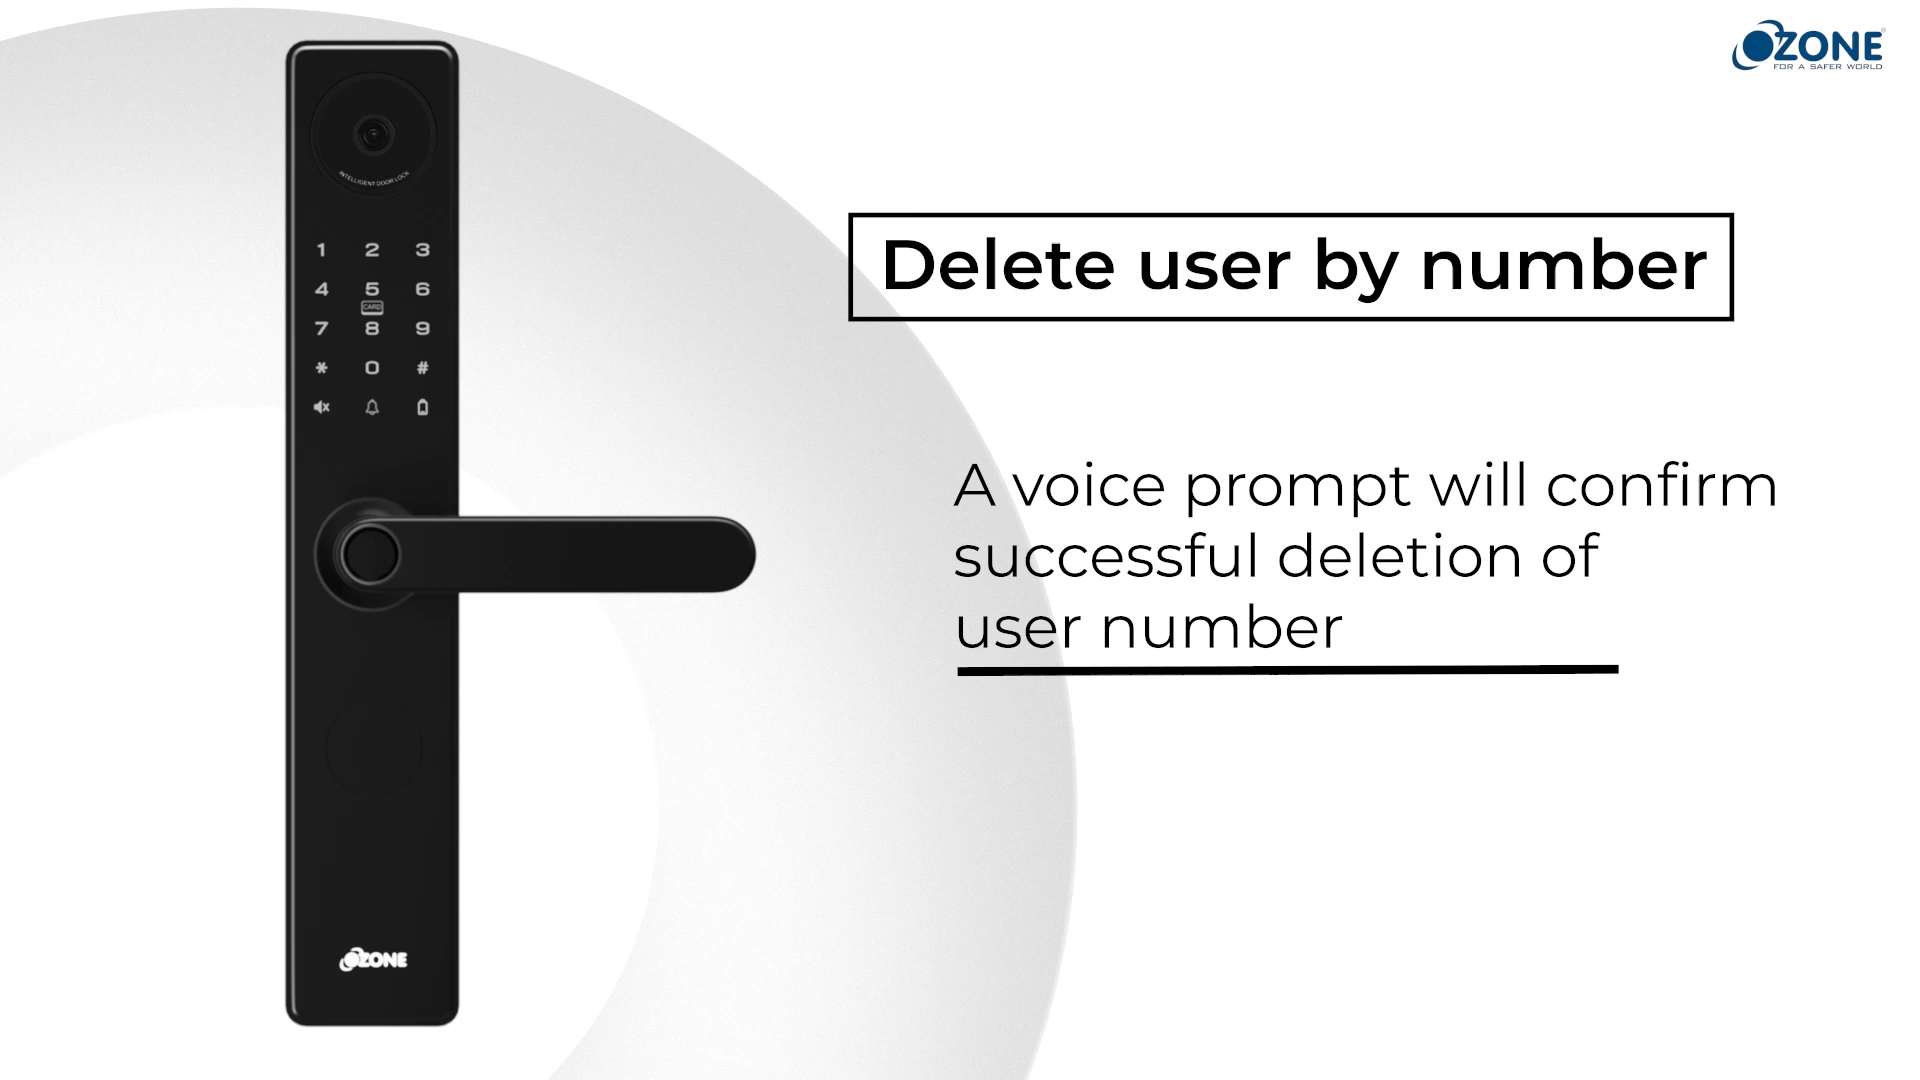 OZONE
FOR A SAFER WORLD
INTELLIGENT DOOR LOCK
1 2 3
4 5 6
CARD
7 8 9
* 0 #
OZONE
Delete user by number
A voice prompt will confirm
successful deletion of
user number